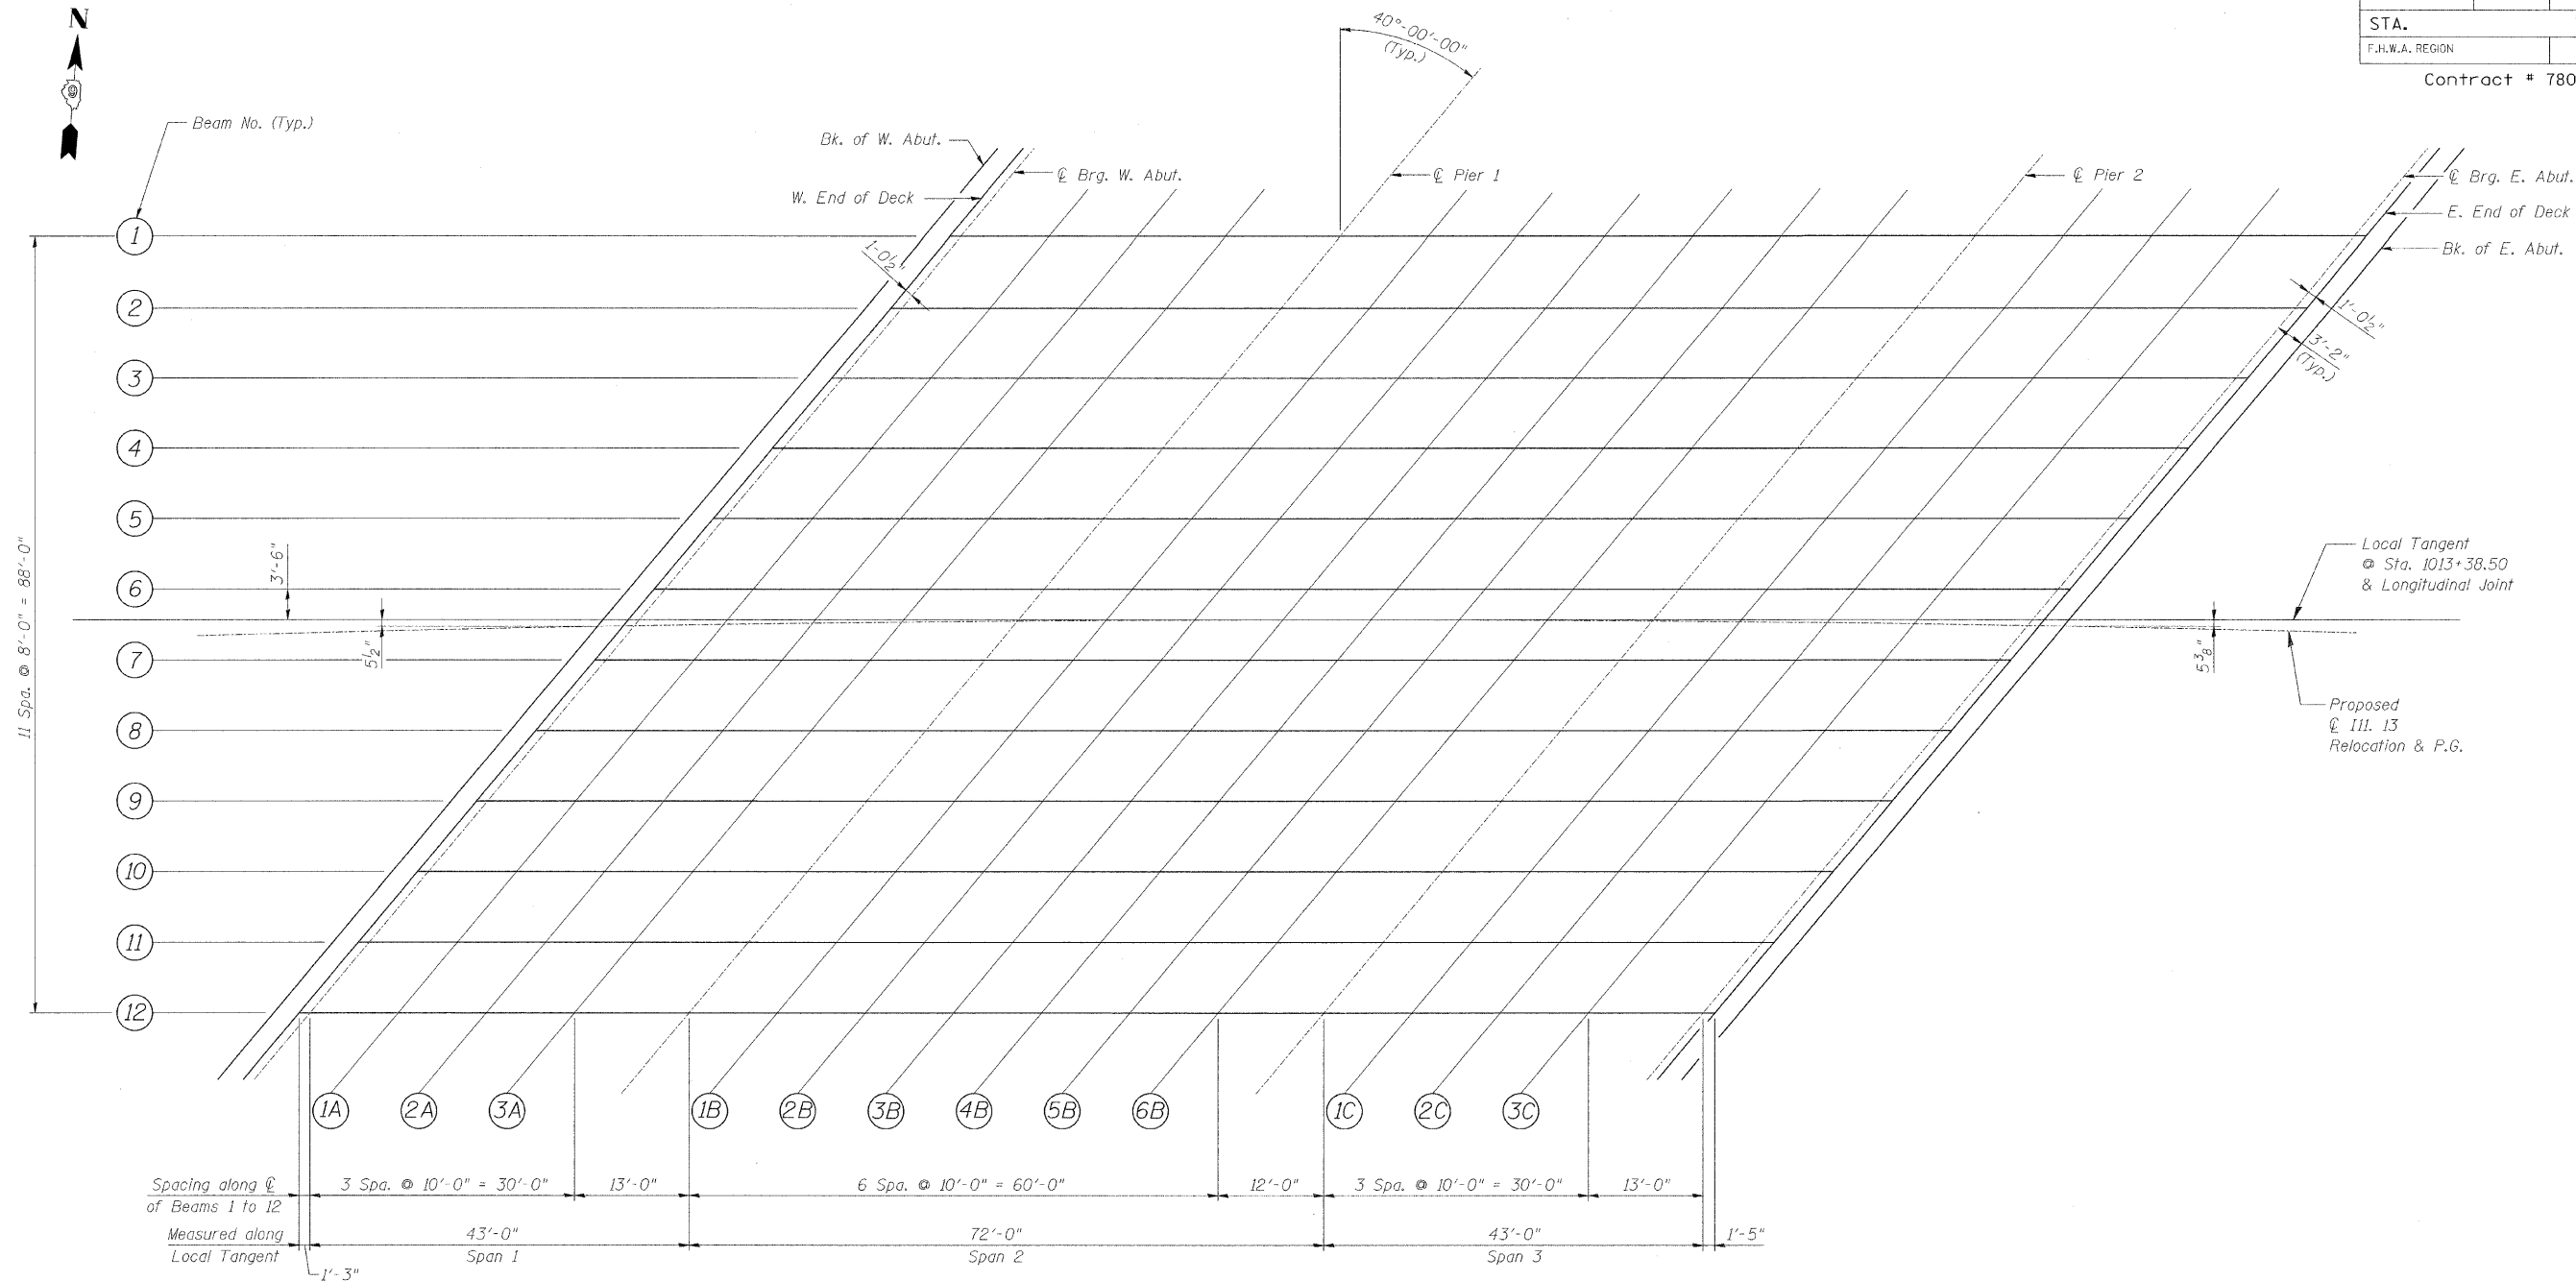 N
9
STA.
F.H.W.A. REGION
Contract # 780
40°-00'-00"
(Typ.)
Beam No. (Typ.)
Bk. of W. Abut.
℄ Brg. W. Abut.
W. End of Deck
℄ Pier 1
℄ Pier 2
℄ Brg. E. Abut.
E. End of Deck
Bk. of E. Abut.
1
2
3
4
5
6
7
8
9
10
11
12
1-0½"
1'-0½"
3'-2"
(Typ.)
11 Spa. @ 8'-0" = 88'-0"
3'-6"
5½"
5⅜"
Local Tangent
@ Sta. 1013+38.50
& Longitudinal Joint
Proposed
℄ Ill. 13
Relocation & P.G.
1A
2A
3A
1B
2B
3B
4B
5B
6B
1C
2C
3C
Spacing along ℄
of Beams 1 to 12
3 Spa. @ 10'-0" = 30'-0"
13'-0"
6 Spa. @ 10'-0" = 60'-0"
12'-0"
3 Spa. @ 10'-0" = 30'-0"
13'-0"
Measured along
Local Tangent
1'-3"
43'-0"
Span 1
72'-0"
Span 2
43'-0"
Span 3
1'-5"